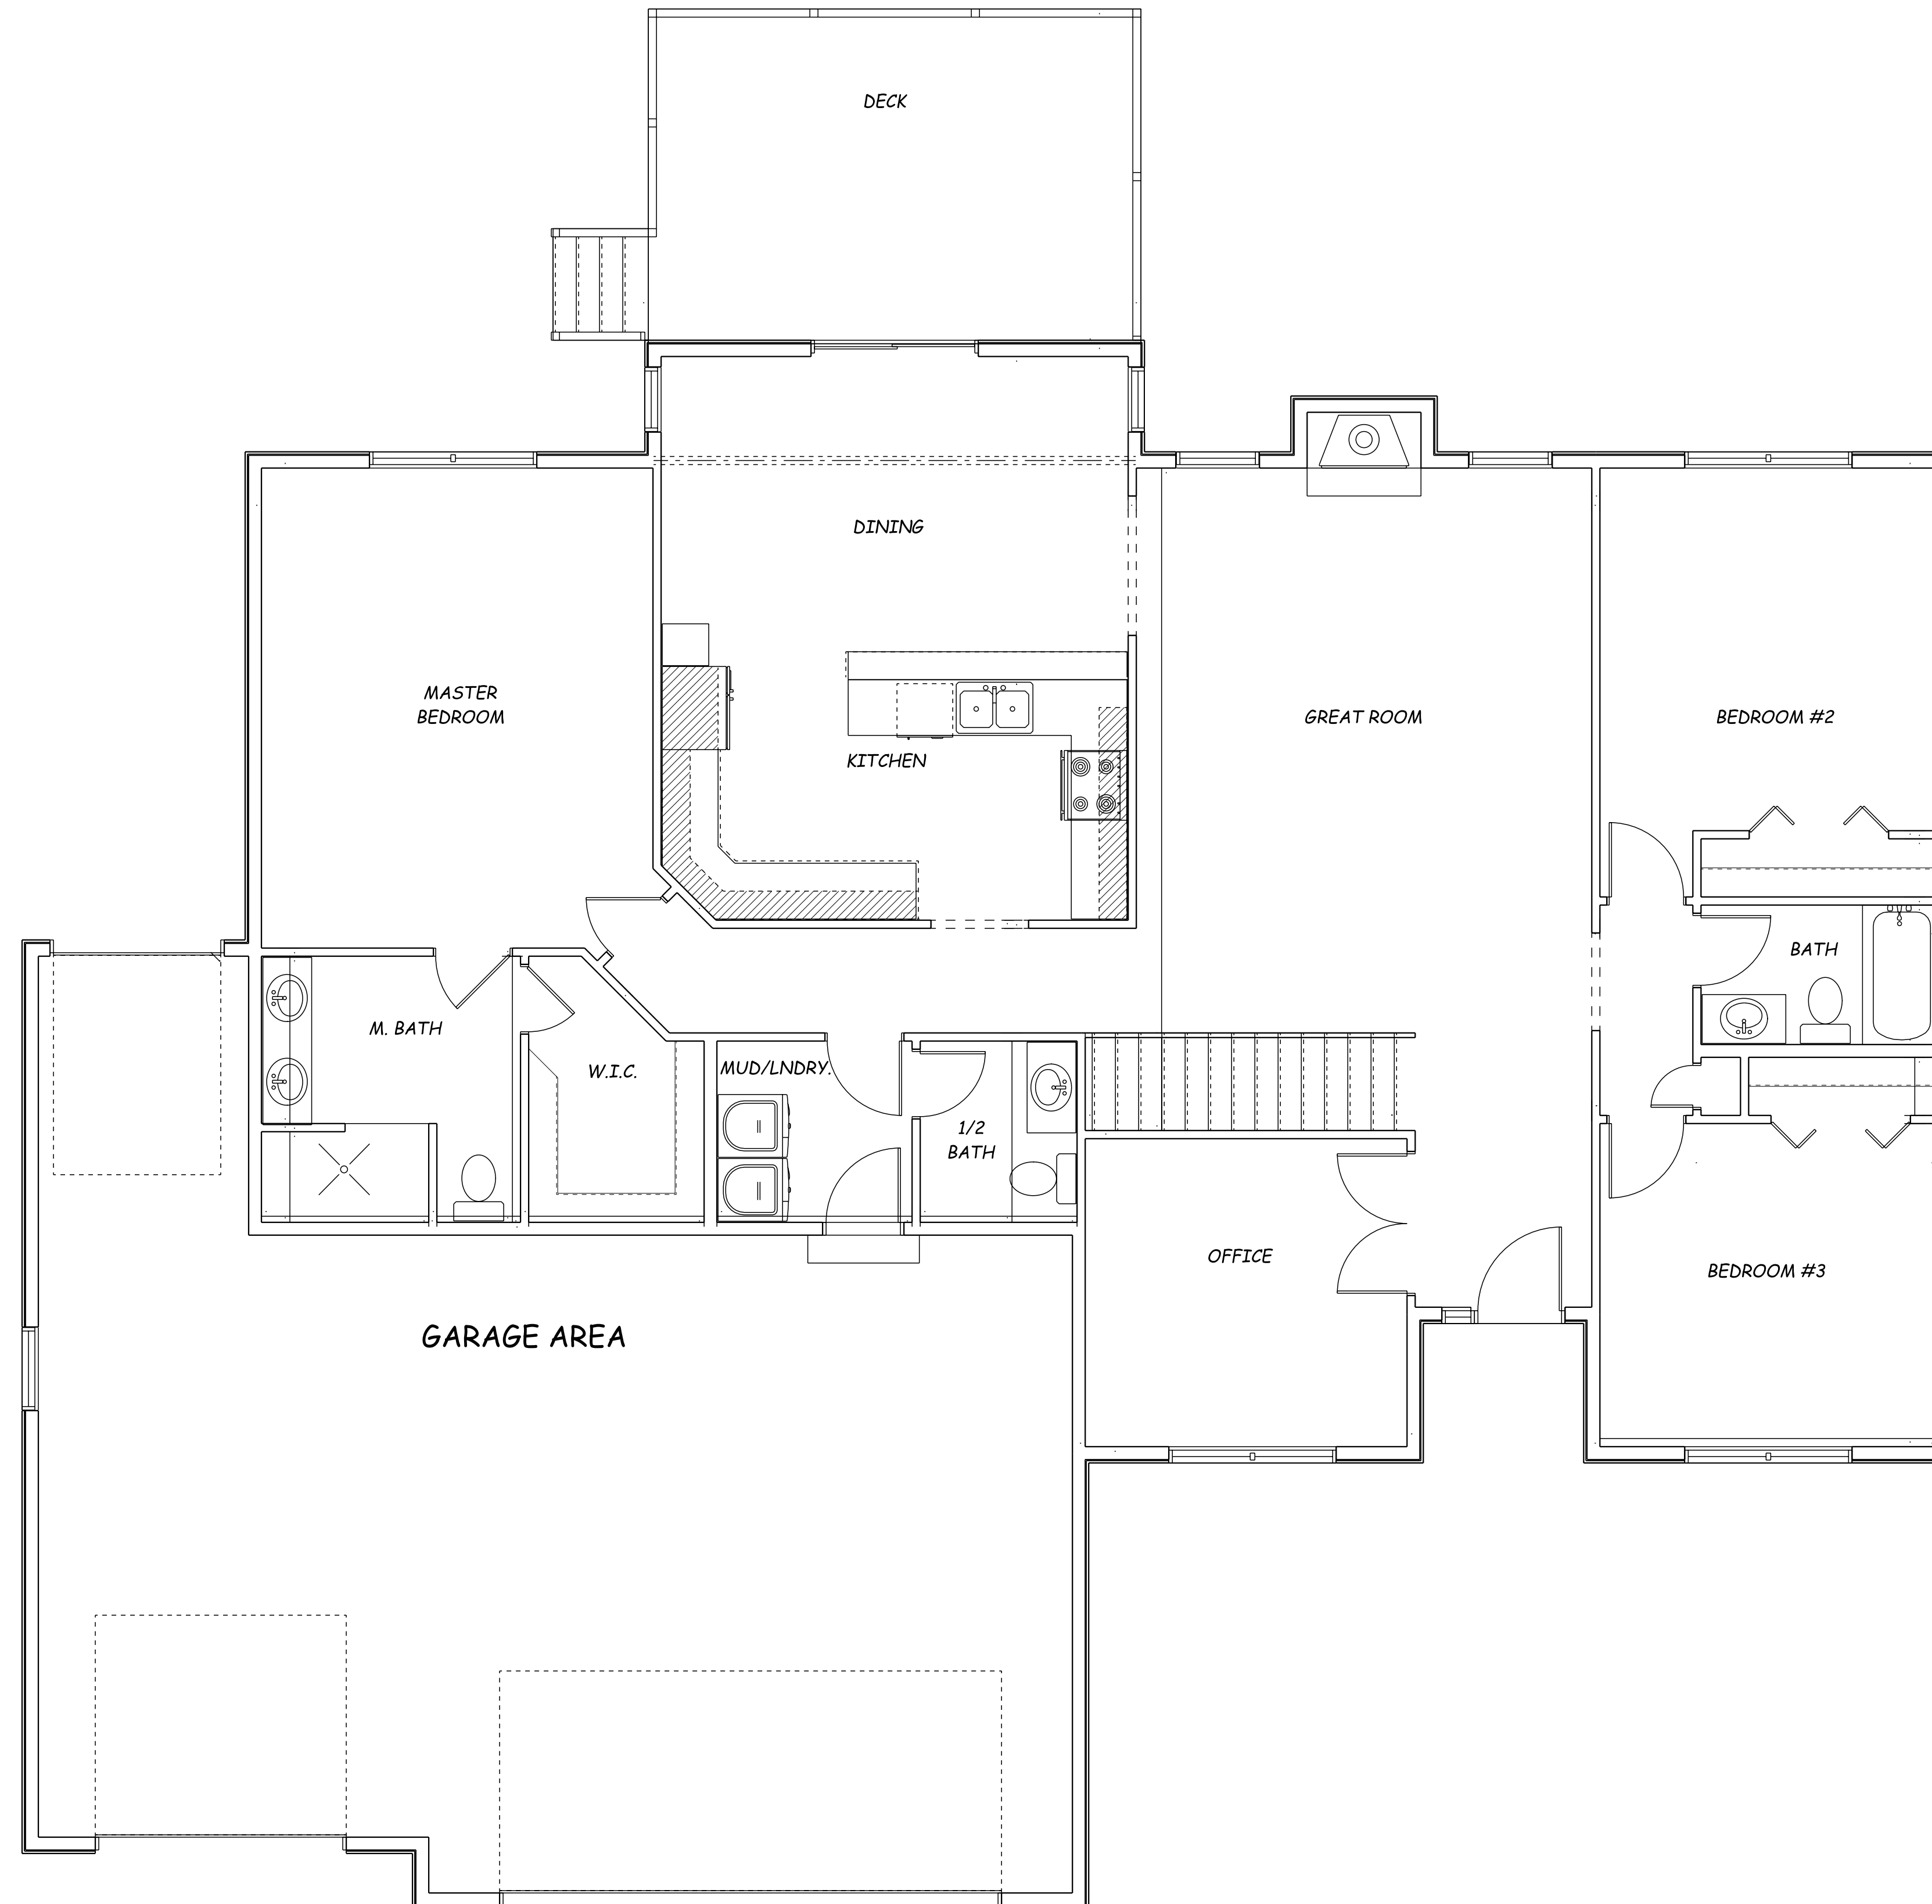 DECK
DINING
MASTER
BEDROOM
KITCHEN
GREAT ROOM
BEDROOM #2
BATH
M. BATH
W.I.C.
MUD/LNDRY.
1/2
BATH
OFFICE
BEDROOM #3
GARAGE AREA